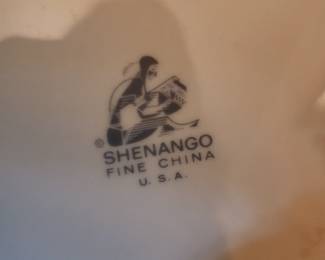 ® SHENANGO
FINE CHINA
U. S. A.